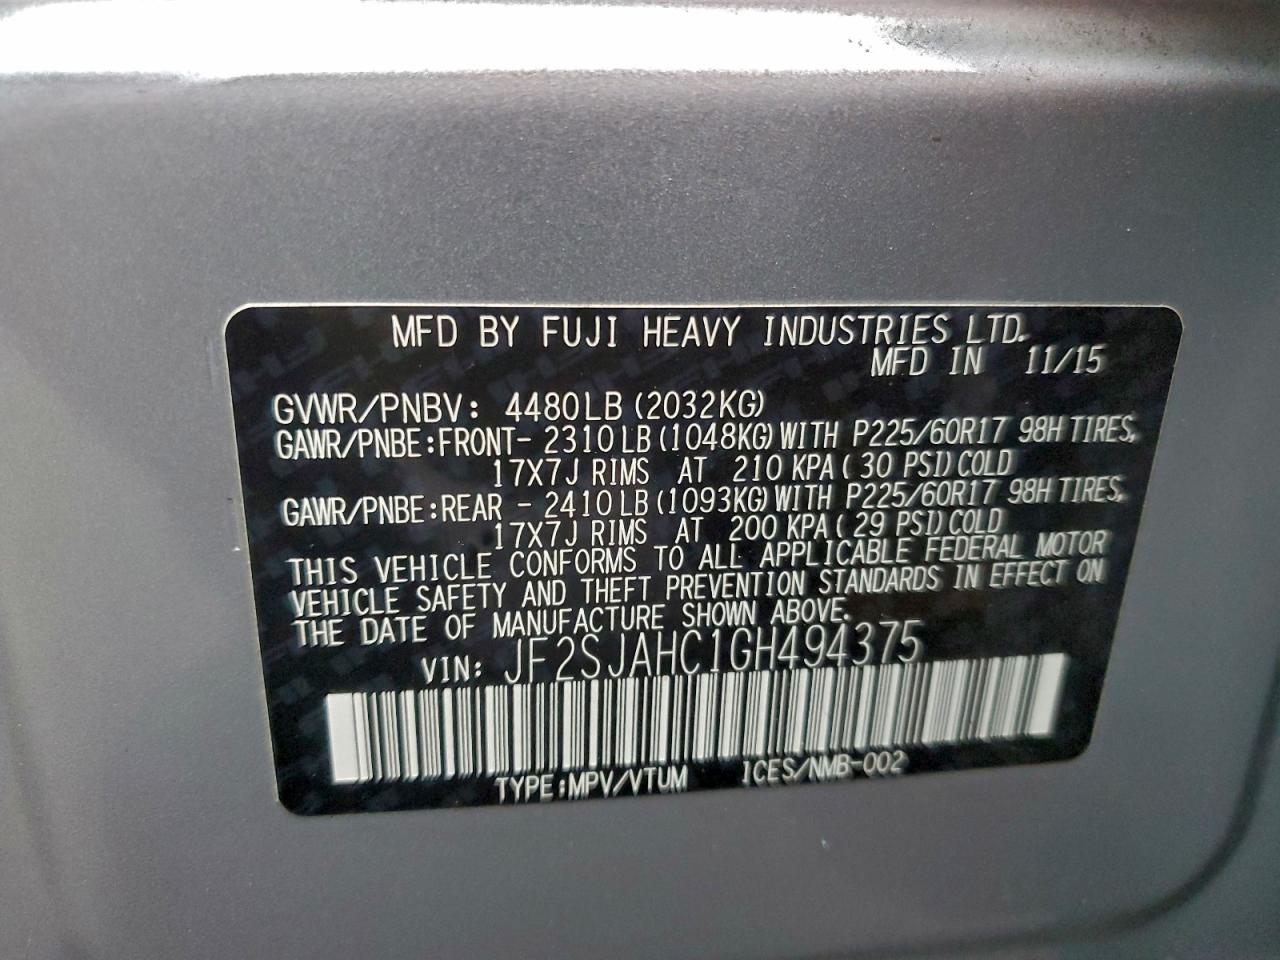 MFD BY FUJI HEAVY INDUSTRIES LTD.
MFD IN 11/15
GVWR/PNBV: 4480LB (2032KG)
GAWR/PNBE:FRONT- 2310LB(1048KG)WITH P225/60R17 98H TIRES,
17X7J RIMS AT 210 KPA(30 PSI)COLD
GAWR/PNBE:REAR - 2410LB(1093KG)WITH P225/60R17 98H TIRES,
17X7J RIMS AT 200 KPA(29 PSI)COLD
THIS VEHICLE CONFORMS TO ALL APPLICABLE FEDERAL MOTOR
VEHICLE SAFETY AND THEFT PREVENTION STANDARDS IN EFFECT ON
THE DATE OF MANUFACTURE SHOWN ABOVE.
VIN: JF2SJAHC1GH494375
TYPE:MPV/VTUM ICES/NMB-002